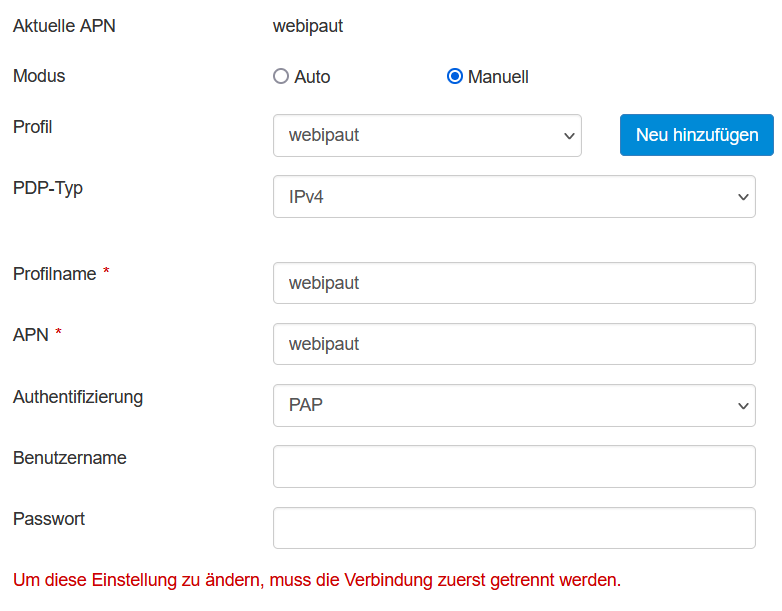 Aktuelle APN webipaut
Modus Auto Manuell
Profil webipaut Neu hinzufügen
PDP-Typ IPv4
Profilname * webipaut
APN * webipaut
Authentifizierung PAP
Benutzername
Passwort
Um diese Einstellung zu ändern, muss die Verbindung zuerst getrennt werden.